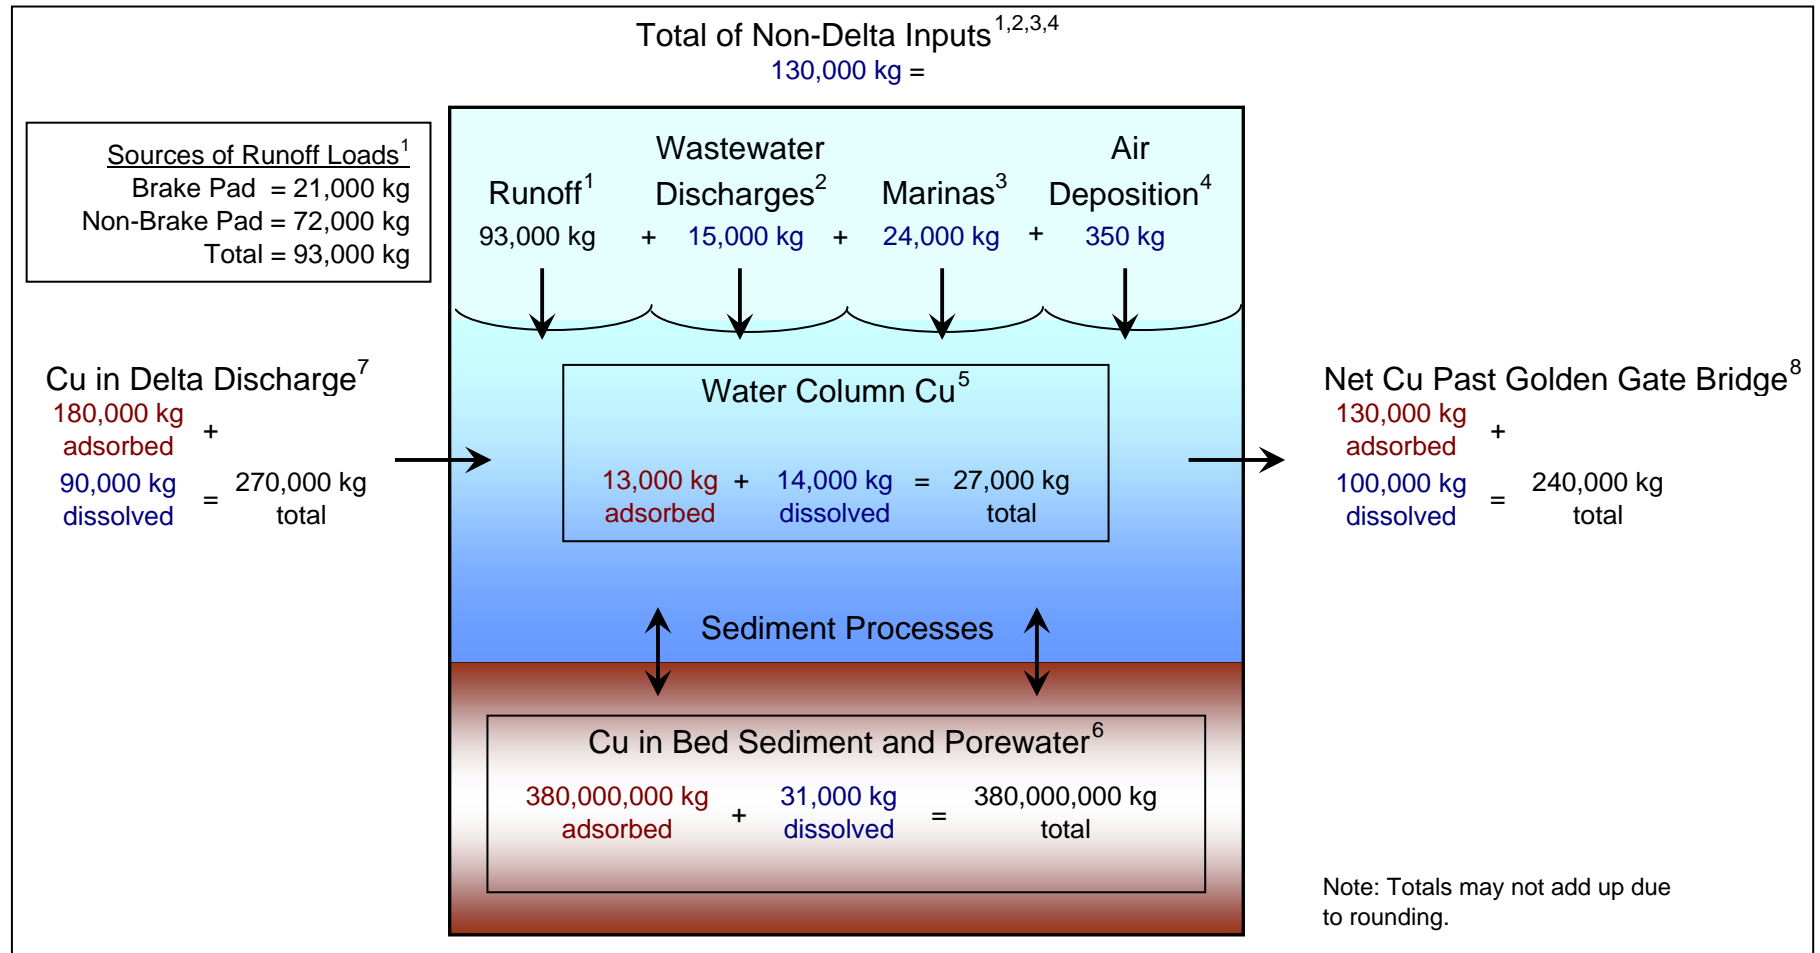 Total of Non-Delta Inputs1,2,3,4
130,000 kg =
Sources of Runoff Loads1
Brake Pad = 21,000 kg
Non-Brake Pad = 72,000 kg
Total = 93,000 kg
Runoff1
93,000 kg
+
Wastewater
Discharges2
15,000 kg
+
Marinas3
24,000 kg
+
Air
Deposition4
350 kg
Cu in Delta Discharge7
180,000 kg
adsorbed
+
90,000 kg
dissolved
=
270,000 kg
total
Water Column Cu5
13,000 kg + 14,000 kg = 27,000 kg
adsorbed dissolved total
Net Cu Past Golden Gate Bridge8
130,000 kg
adsorbed
+
100,000 kg
dissolved
=
240,000 kg
total
Sediment Processes
Cu in Bed Sediment and Porewater6
380,000,000 kg + 31,000 kg = 380,000,000 kg
adsorbed dissolved total
Note: Totals may not add up due
to rounding.